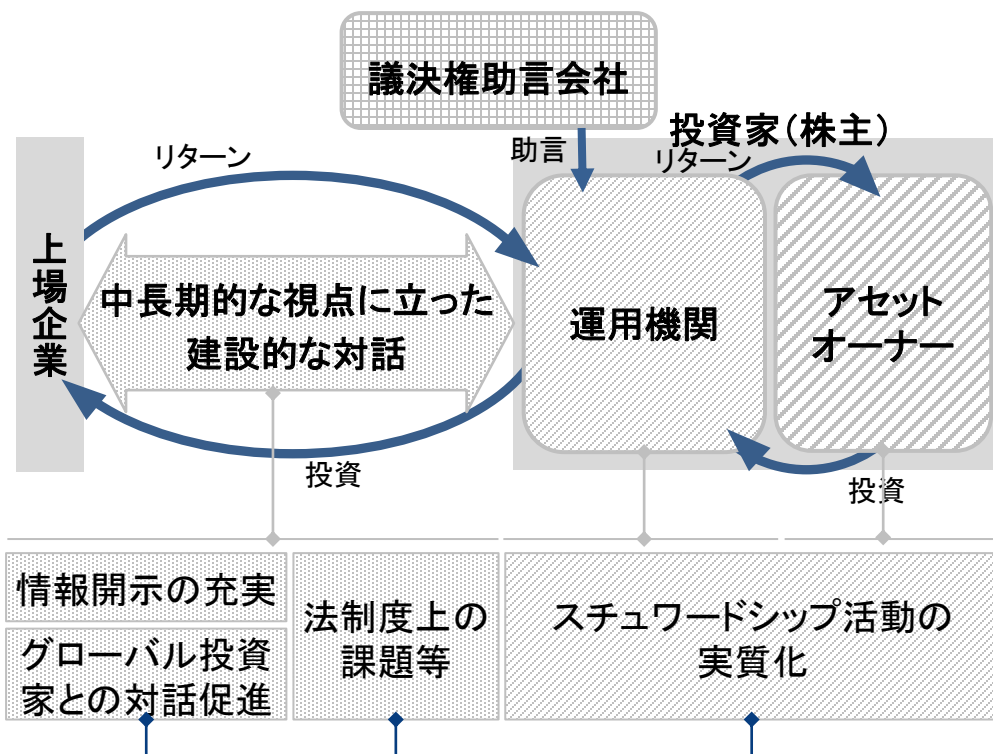 議決権助言会社
投資家(株主)
助言
リターン
リターン
上場企業
中長期的な視点に立った
建設的な対話
運用機関
アセット
オーナー
投資
投資
情報開示の充実
グローバル投資
家との対話促進
法制度上の
課題等
スチュワードシップ活動の
実質化